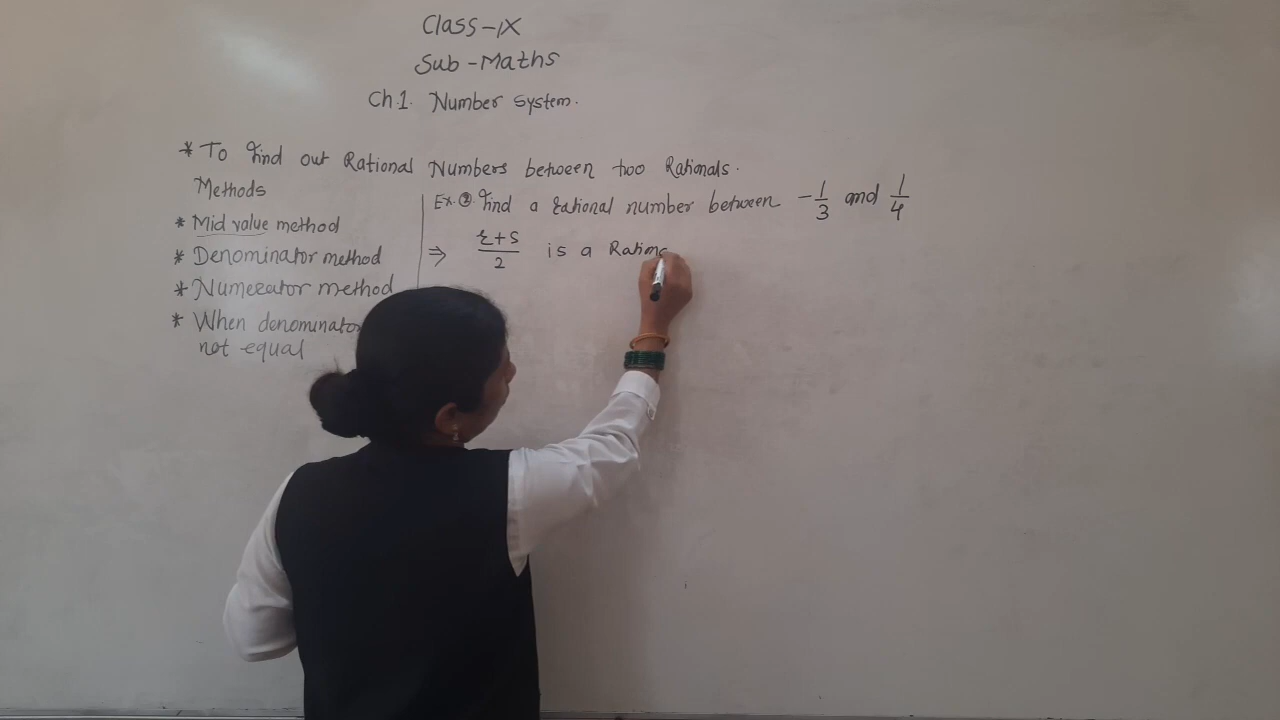 Class-IX
Sub-Maths
Ch.1. Number System.
* To find out Rational Numbers between two Rationals.
Methods
* Mid value method
* Denominator method
* Numerator method
* When denominator
not equal
Ex. ② find a rational number between -1/3 and 1/4
⇒ r+s/2 is a Rationa